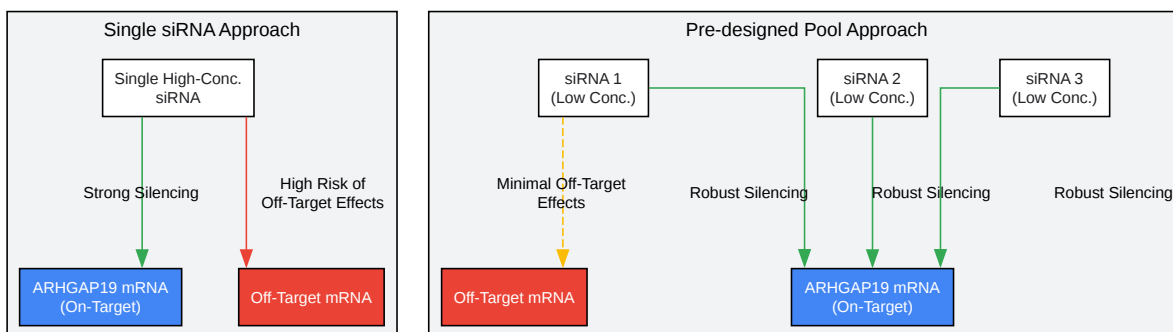 Single siRNA Approach
Single High-Conc.
siRNA
Strong Silencing
High Risk of
Off-Target Effects
ARHGAP19 mRNA
(On-Target)
Off-Target mRNA
Pre-designed Pool Approach
siRNA 1
(Low Conc.)
siRNA 2
(Low Conc.)
siRNA 3
(Low Conc.)
Minimal Off-Target
Effects
Robust Silencing
Robust Silencing
Robust Silencing
Off-Target mRNA
ARHGAP19 mRNA
(On-Target)